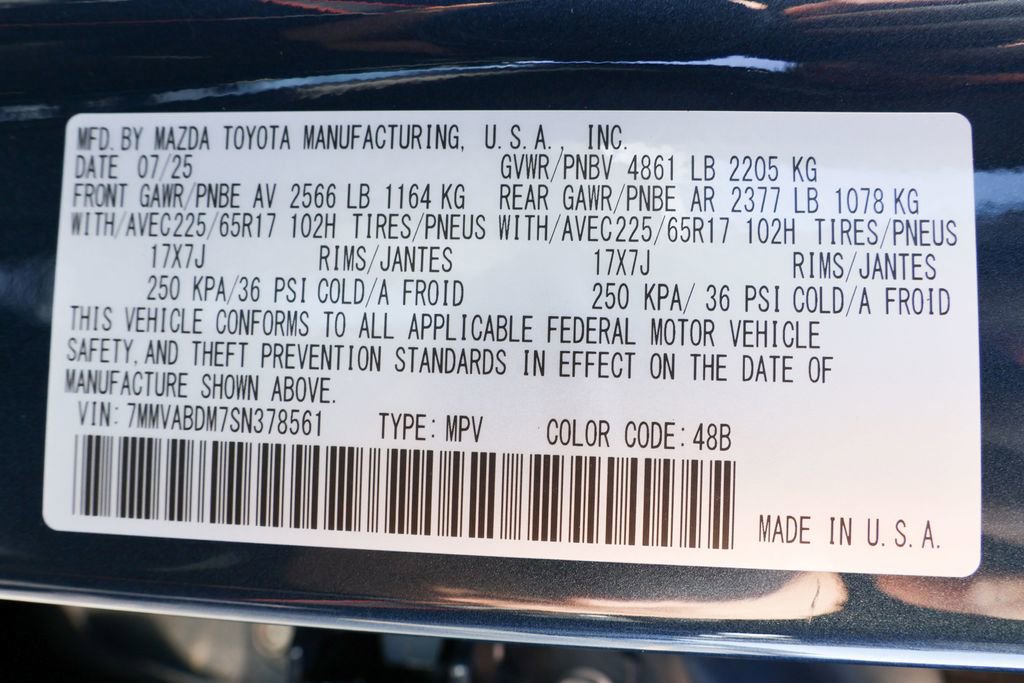 MFD. BY MAZDA TOYOTA MANUFACTURING, U.S.A., INC.
DATE 07/25 GVWR/PNBV 4861 LB 2205 KG
FRONT GAWR/PNBE AV 2566 LB 1164 KG REAR GAWR/PNBE AR 2377 LB 1078 KG
WITH/AVEC225/65R17 102H TIRES/PNEUS WITH/AVEC225/65R17 102H TIRES/PNEUS
17X7J RIMS/JANTES 17X7J RIMS/JANTES
250 KPA/36 PSI COLD/A FROID 250 KPA/ 36 PSI COLD/A FROID
THIS VEHICLE CONFORMS TO ALL APPLICABLE FEDERAL MOTOR VEHICLE
SAFETY, AND THEFT PREVENTION STANDARDS IN EFFECT ON THE DATE OF
MANUFACTURE SHOWN ABOVE.
VIN: 7MMVABDM7SN378561 TYPE: MPV COLOR CODE: 48B
MADE IN U.S.A.